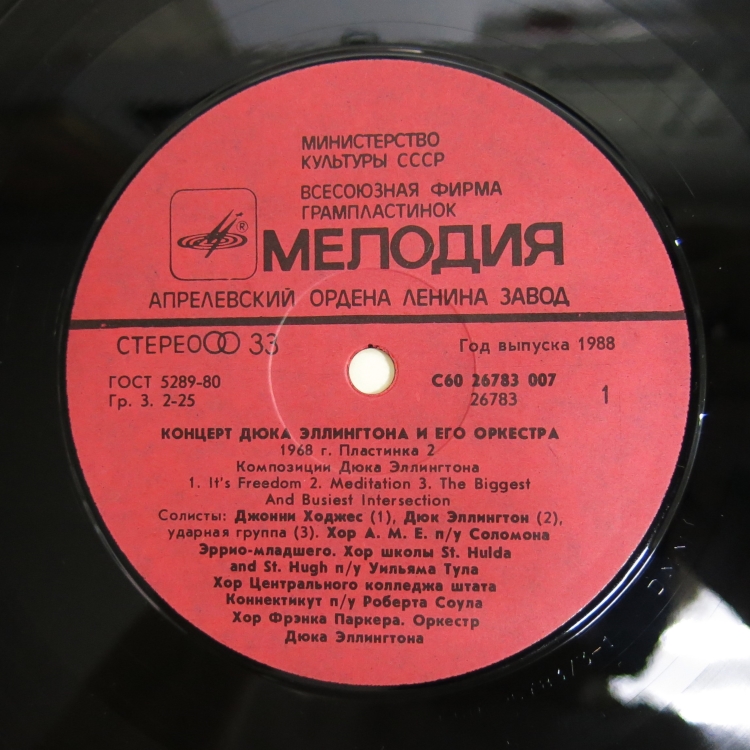 МИНИСТЕРСТВО
КУЛЬТУРЫ СССР
ВСЕСОЮЗНАЯ ФИРМА
ГРАМПЛАСТИНОК
®
МЕЛОДИЯ
АПРЕЛЕВСКИЙ ОРДЕНА ЛЕНИНА ЗАВОД
СТЕРЕО 33
Год выпуска 1988
ГОСТ 5289-80
С60 26783 007
Гр. 3. 2-25
26783
1
КОНЦЕРТ ДЮКА ЭЛЛИНГТОНА И ЕГО ОРКЕСТРА
1968 г. Пластинка 2
Композиции Дюка Эллингтона
1. It's Freedom 2. Meditation 3. The Biggest
And Busiest Intersection
Солисты: Джонни Ходжес (1), Дюк Эллингтон (2),
ударная группа (3). Хор А. М. Е. п/у Соломона
Эррио-младшего. Хор школы St. Hulda
and St. Hugh п/у Уильяма Тула
Хор Центрального колледжа штата
Коннектикут п/у Роберта Соула
Хор Фрэнка Паркера. Оркестр
Дюка Эллингтона